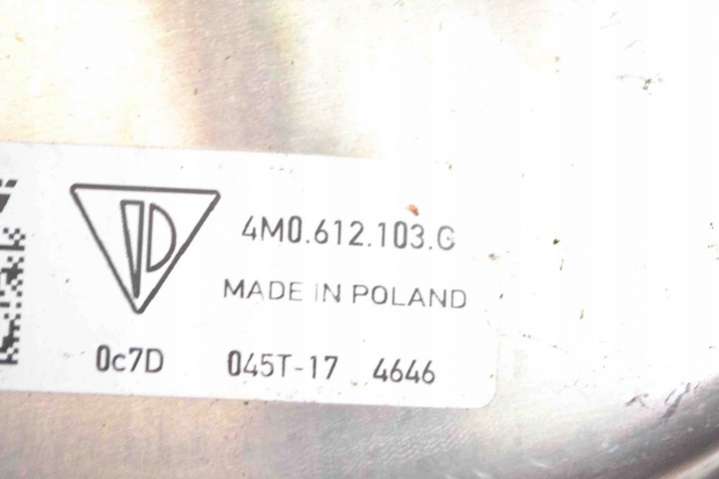 4M0.612.103.G
MADE IN POLAND
0c7D 045T-17 4646